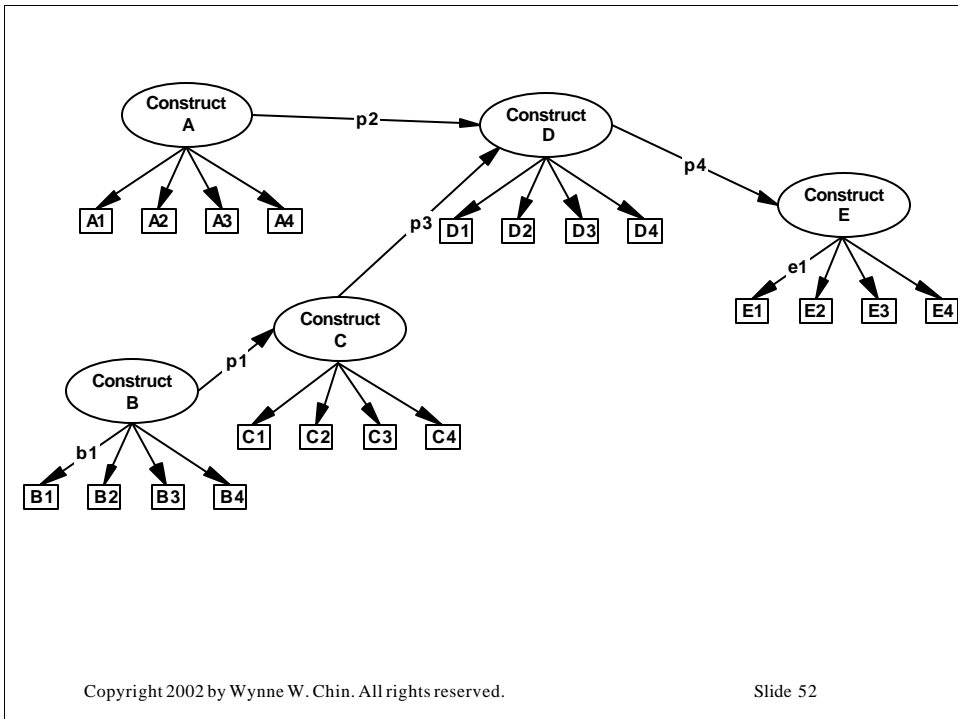 Construct
A
p2
Construct
D
p4
A1 A2 A3 A4
p3
D1 D2 D3 D4
Construct
E
e1
E1 E2 E3 E4
Construct
C
p1
Construct
B
C1 C2 C3 C4
b1
B1 B2 B3 B4
Copyright 2002 by Wynne W. Chin. All rights reserved.
Slide 52